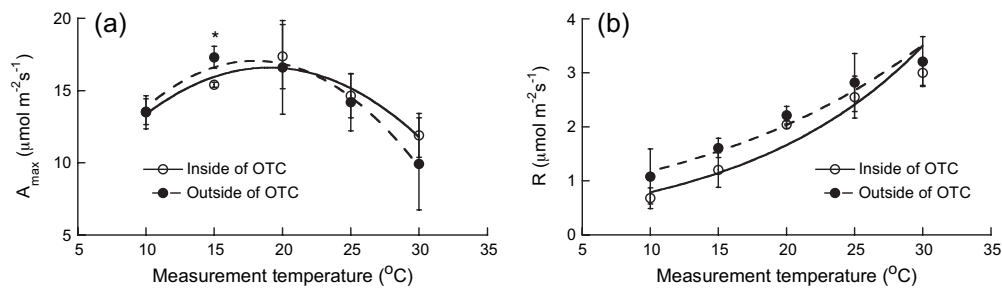 (a)
*
20
15
10
5
A_max (μmol m⁻²s⁻¹)
Inside of OTC
Outside of OTC
5 10 15 20 25 30 35
Measurement temperature (°C)
(b)
4
3
2
1
0
R (μmol m⁻²s⁻¹)
Inside of OTC
Outside of OTC
5 10 15 20 25 30 35
Measurement temperature (°C)